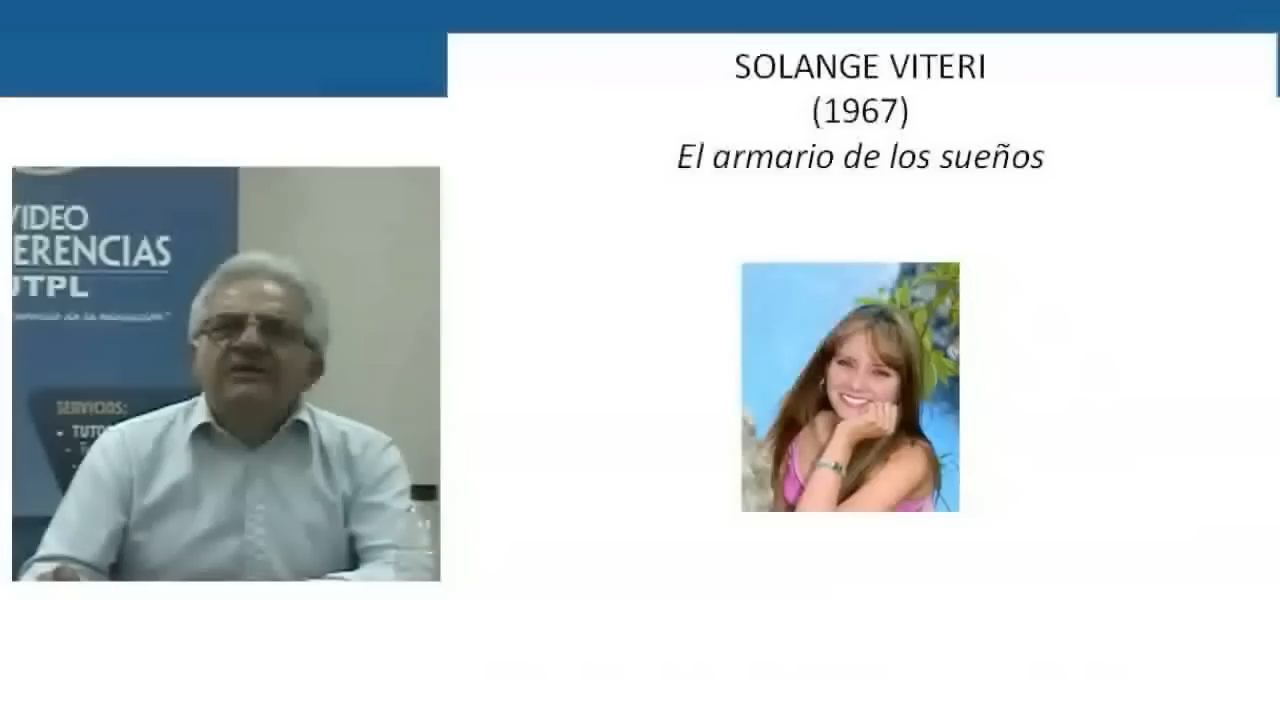 SOLANGE VITERI
(1967)
El armario de los sueños
VIDEO
ERENCIAS
UTPL
SERVICIOS: